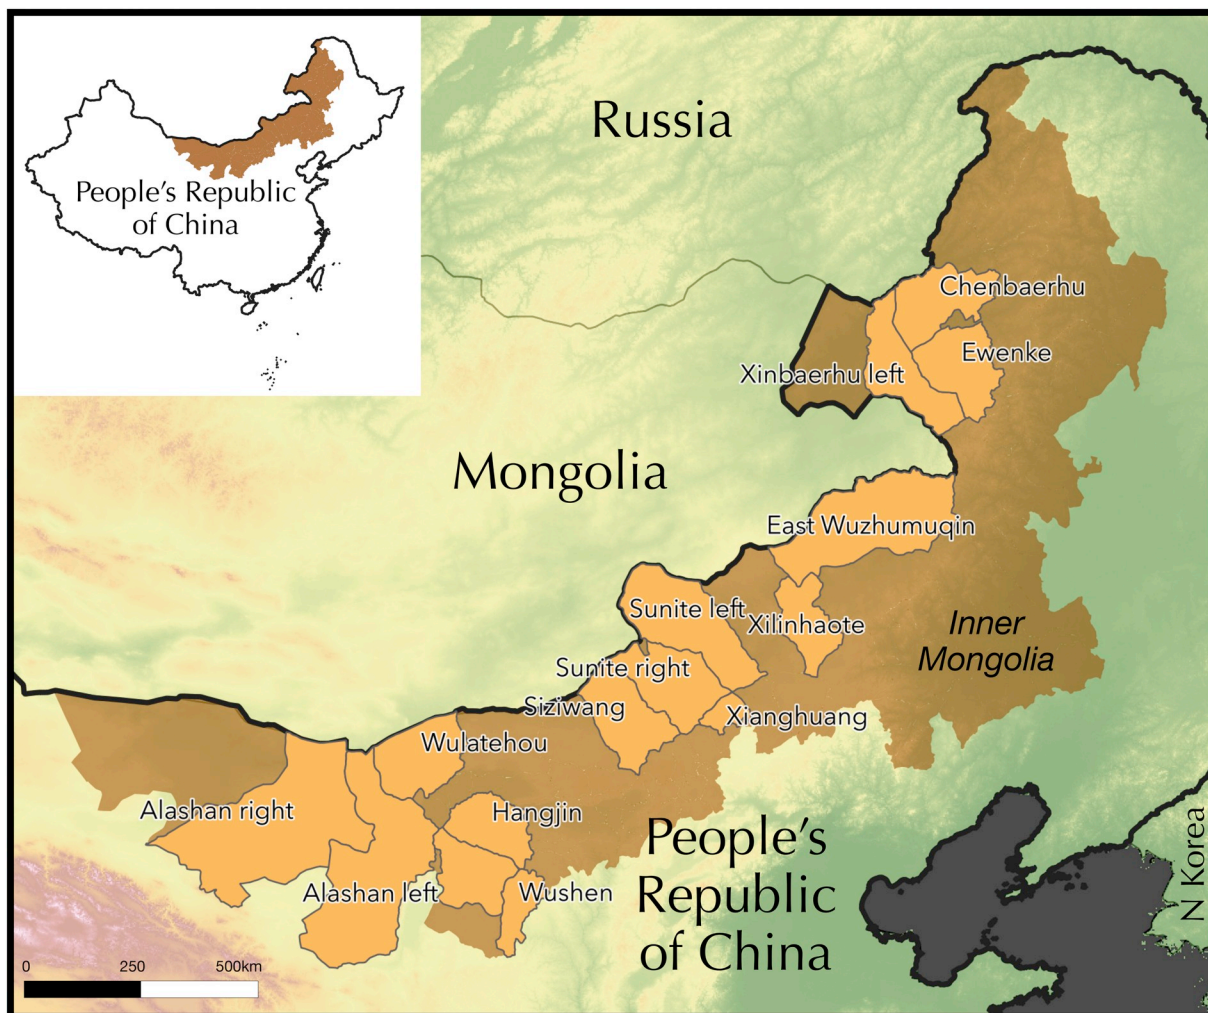 People's Republic
of China
Russia
Chenbaerhu
Ewenke
Xinbaerhu left
Mongolia
East Wuzhumuqin
Sunite left
Xilinhaote
Inner
Mongolia
Sunite right
Siziwang
Xianghuang
Wulatehou
Alashan right
Hangjin
People's
Republic
of China
N Korea
Alashan left
Wushen
0 250 500km